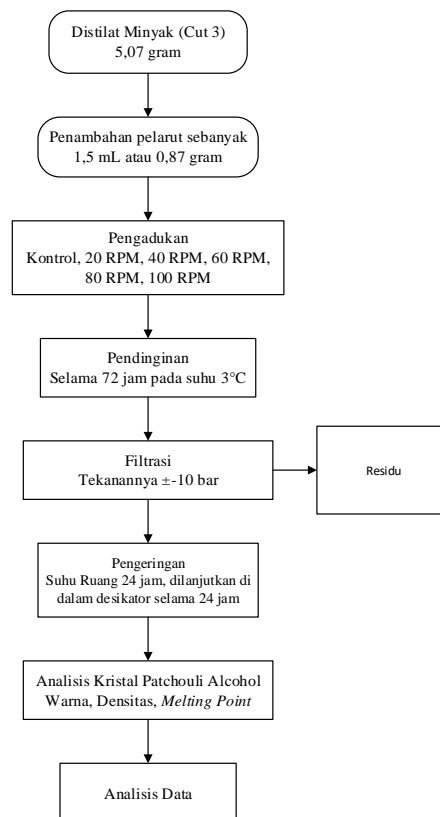 Distilat Minyak (Cut 3)
5,07 gram
Penambahan pelarut sebanyak
1,5 mL atau 0,87 gram
Pengadukan
Kontrol, 20 RPM, 40 RPM, 60 RPM,
80 RPM, 100 RPM
Pendinginan
Selama 72 jam pada suhu 3°C
Filtrasi
Tekanannya ±-10 bar
Residu
Pengeringan
Suhu Ruang 24 jam, dilanjutkan di
dalam desikator selama 24 jam
Analisis Kristal Patchouli Alcohol
Warna, Densitas, Melting Point
Analisis Data